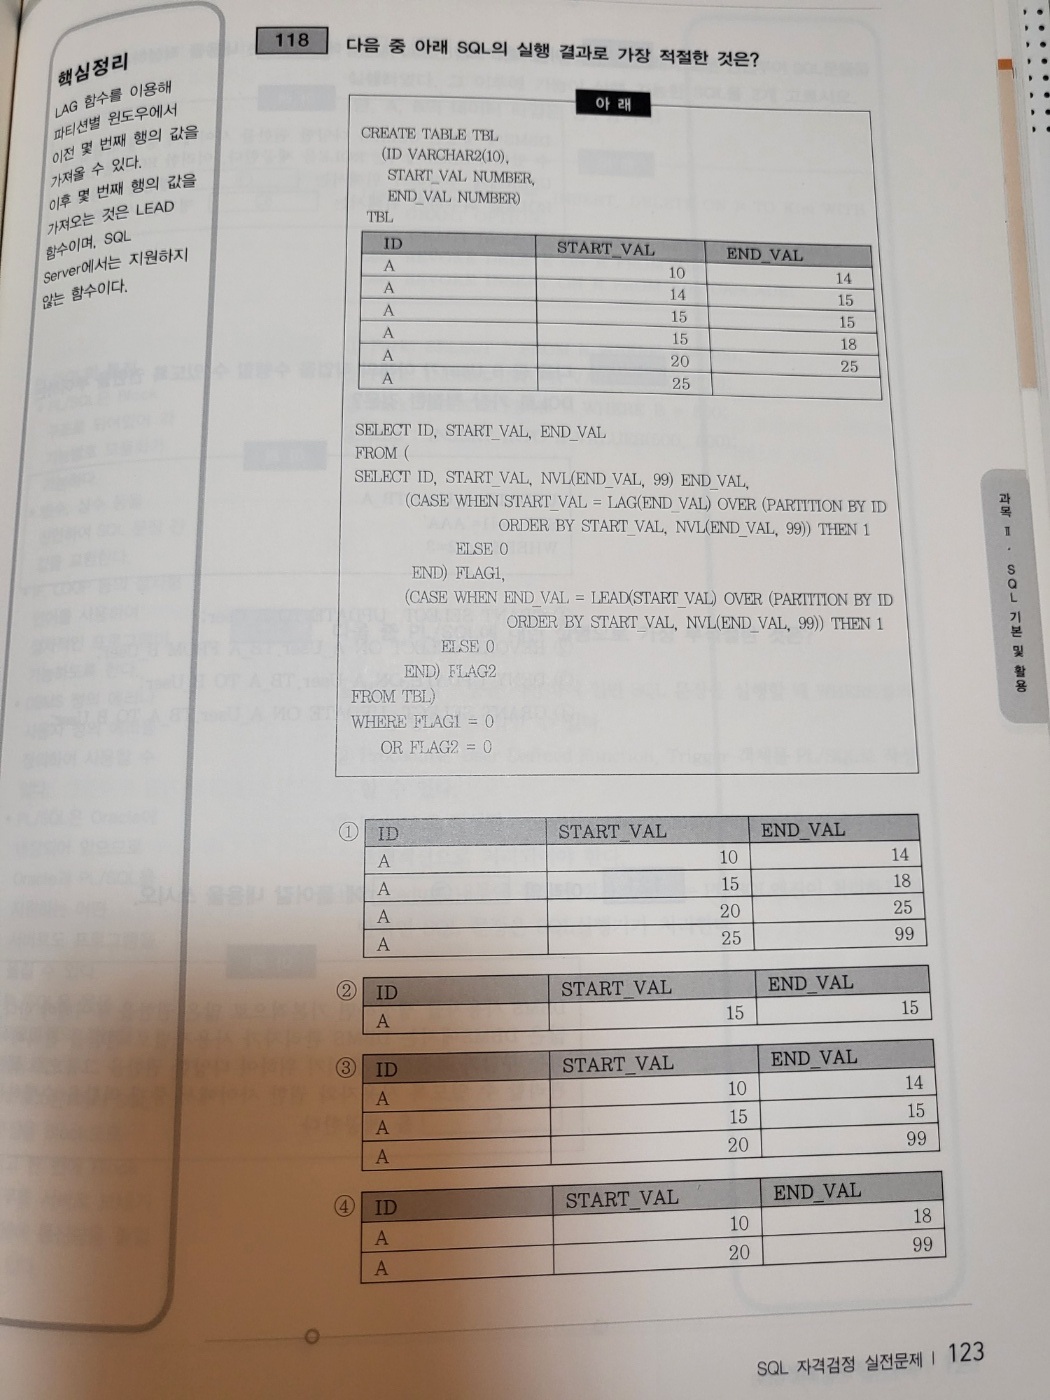 핵심정리
LAG 함수를 이용해
파티션별 윈도우에서
이전 몇 번째 행의 값을
가져올 수 있다.
이후 몇 번째 행의 값을
가져오는 것은 LEAD
함수이며, SQL
Server에서는 지원하지
않는 함수이다.
118 다음 중 아래 SQL의 실행 결과로 가장 적절한 것은?
아 래
CREATE TABLE TBL
(ID VARCHAR2(10),
START_VAL NUMBER,
END_VAL NUMBER)
TBL
ID START_VAL END_VAL
A 10 14
A 14 15
A 15 15
A 15 18
A 20 25
A 25
SELECT ID, START_VAL, END_VAL
FROM (
SELECT ID, START_VAL, NVL(END_VAL, 99) END_VAL,
(CASE WHEN START_VAL = LAG(END_VAL) OVER (PARTITION BY ID
ORDER BY START_VAL, NVL(END_VAL, 99)) THEN 1
ELSE 0
END) FLAG1,
(CASE WHEN END_VAL = LEAD(START_VAL) OVER (PARTITION BY ID
ORDER BY START_VAL, NVL(END_VAL, 99)) THEN 1
ELSE 0
END) FLAG2
FROM TBL)
WHERE FLAG1 = 0
OR FLAG2 = 0
① ID START_VAL END_VAL
A 10 14
A 15 18
A 20 25
A 25 99
② ID START_VAL END_VAL
A 15 15
③ ID START_VAL END_VAL
A 10 14
A 15 15
A 20 99
④ ID START_VAL END_VAL
A 10 18
A 20 99
과목 Ⅱ · SQL 기본 및 활용
SQL 자격검정 실전문제 | 123